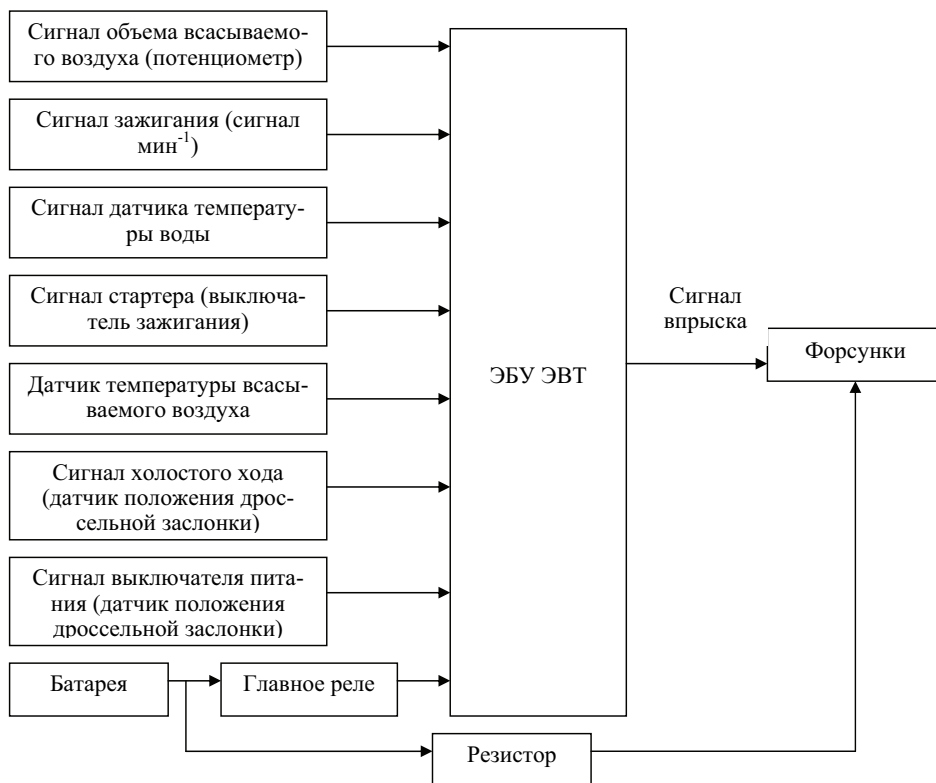 Сигнал объема всасываемо-
го воздуха (потенциометр)
Сигнал зажигания (сигнал
мин⁻¹)
Сигнал датчика температу-
ры воды
Сигнал стартера (выключа-
тель зажигания)
Датчик температуры всасы-
ваемого воздуха
Сигнал холостого хода
(датчик положения дрос-
сельной заслонки)
Сигнал выключателя пита-
ния (датчик положения
дроссельной заслонки)
Батарея
Главное реле
ЭБУ ЭВТ
Сигнал
впрыска
Форсунки
Резистор